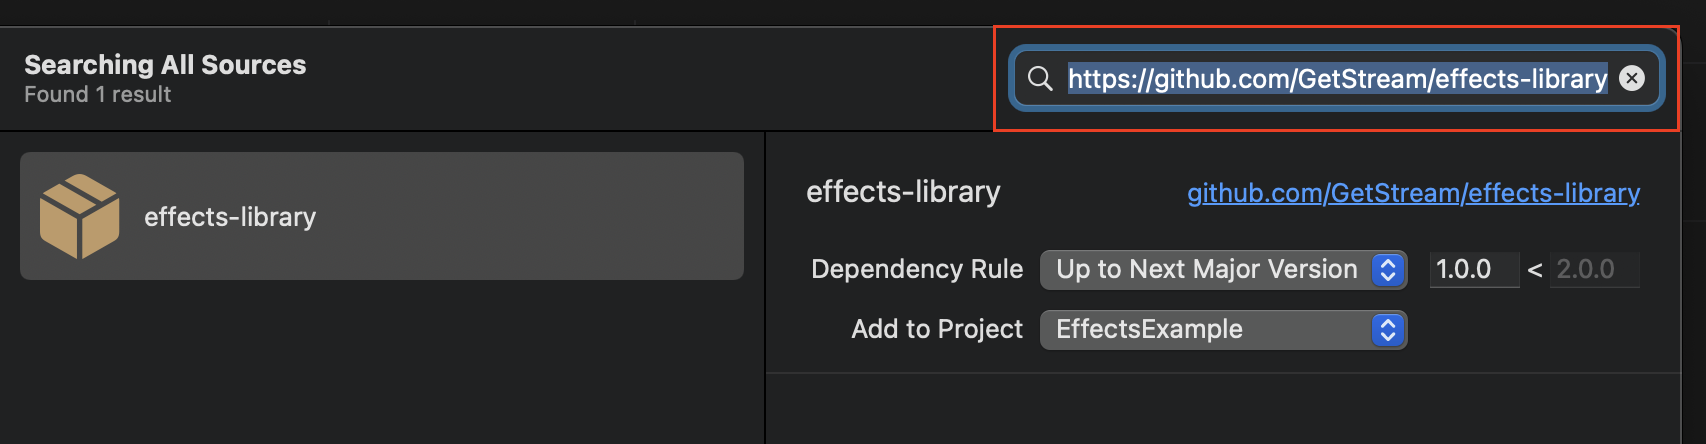 Searching All Sources
Found 1 result
https://github.com/GetStream/effects-library
effects-library
effects-library
github.com/GetStream/effects-library
Dependency Rule Up to Next Major Version 1.0.0 < 2.0.0
Add to Project EffectsExample